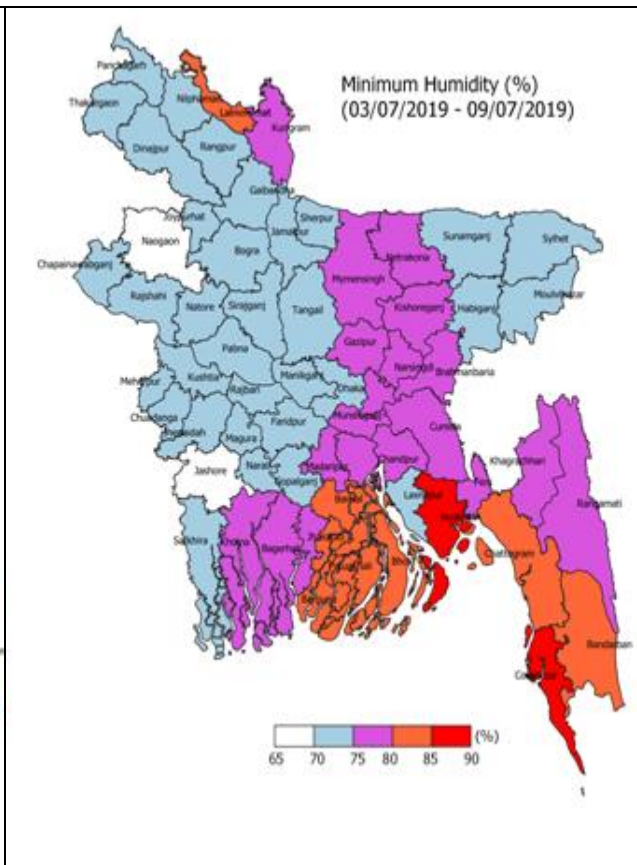 Minimum Humidity (%)
(03/07/2019 - 09/07/2019)
Panchagarh
Thakurgaon
Nilphamari
Lalmonirhat
Kurigram
Dinajpur
Rangpur
Gaibandha
Joypurhat
Sherpur
Naogaon
Jamalpur
Netrakona
Sunamganj
Sylhet
Bogra
Chapainawabganj
Mymensingh
Rajshahi
Natore
Sirajganj
Tangail
Kishoreganj
Habiganj
Moulvibazar
Gazipur
Pabna
Narsingdi
Brahmanbaria
Meherpur
Kushtia
Rajbari
Manikganj
Dhaka
Chuadanga
Jhenaidah
Magura
Faridpur
Munshiganj
Cumilla
Jashore
Narail
Gopalganj
Madaripur
Chandpur
Khagrachhari
Rangamati
Feni
Satkhira
Khulna
Bagerhat
Barisal
Chattogram
Bandarban
(%)
65 70 75 80 85 90